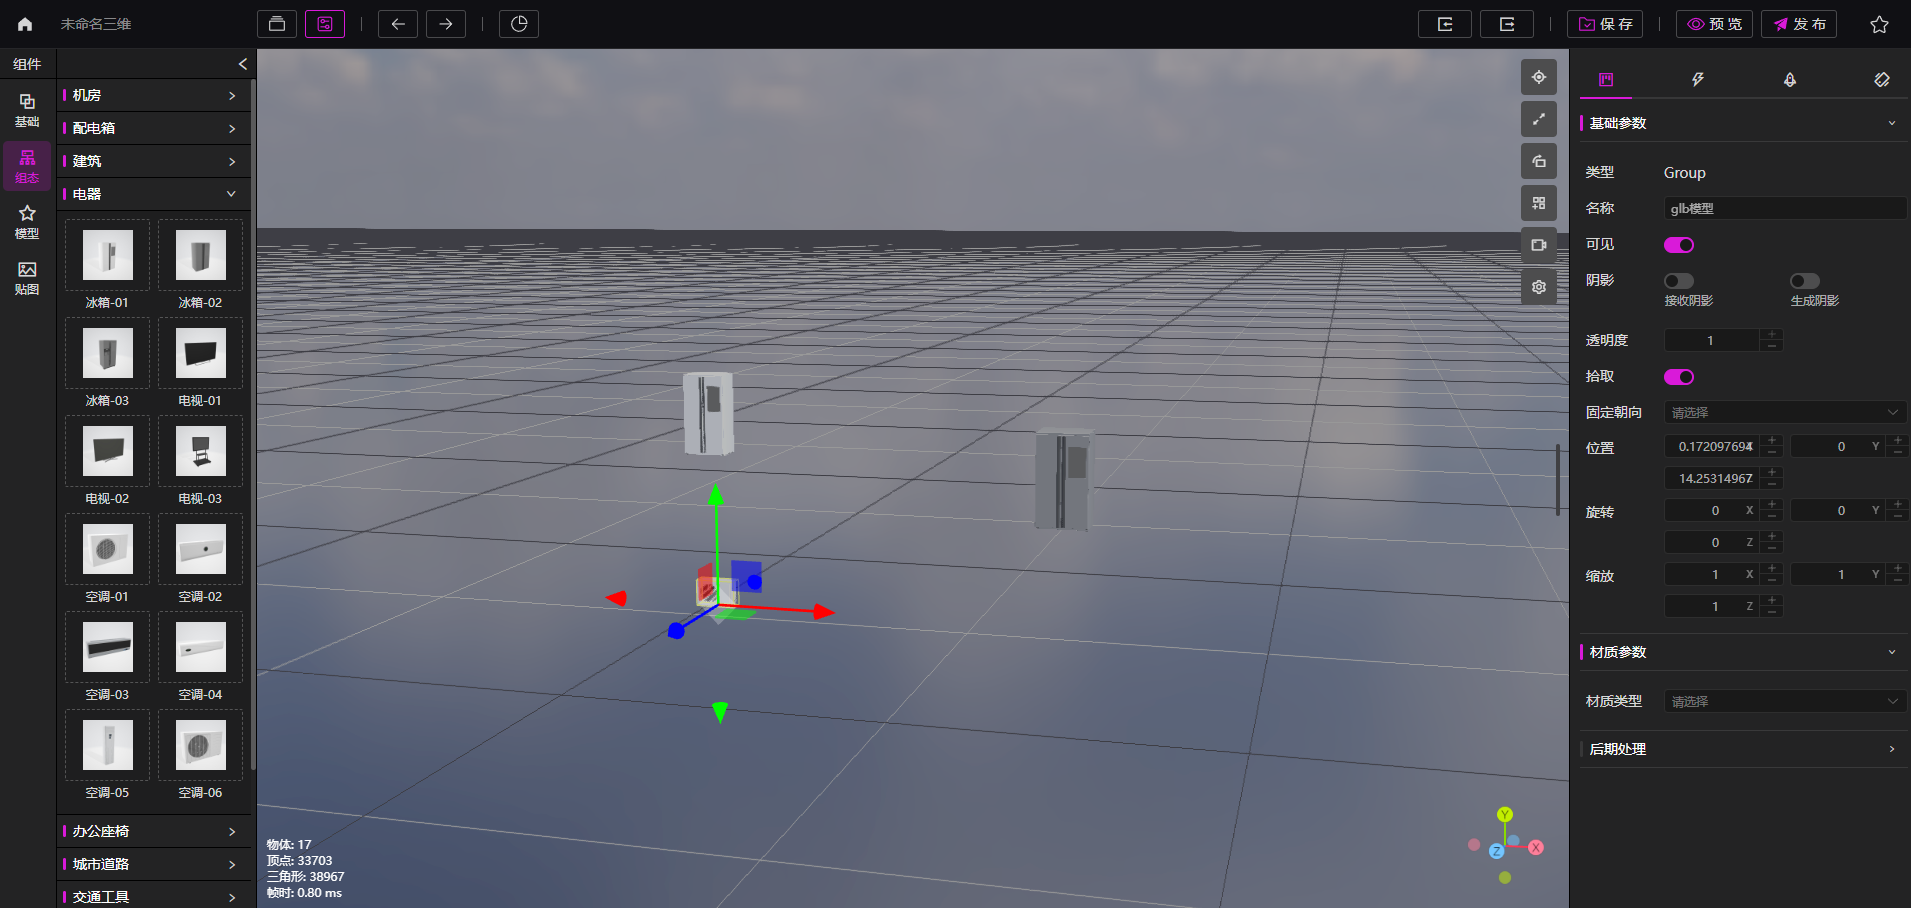 未命名三维
保 存
预 览
发 布
组件
基础
组态
模型
贴图
机房
配电箱
建筑
电器
冰箱-01
冰箱-02
冰箱-03
电视-01
电视-02
电视-03
空调-01
空调-02
空调-03
空调-04
空调-05
空调-06
办公座椅
城市道路
交通工具
物体: 17
顶点: 33703
三角形: 38967
帧时: 0.80 ms
Y
Z
X
基础参数
类型 Group
名称 glb模型
可见
阴影
接收阴影 生成阴影
透明度 1
拾取
固定朝向 请选择
位置 0.172097694 X 0 Y
14.25314967 Z
旋转 0 X 0 Y
0 Z
缩放 1 X 1 Y
1 Z
材质参数
材质类型 请选择
后期处理